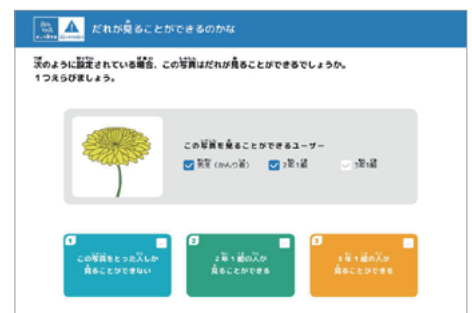 だれが見ることができるのかな
次のように設定されている場合、この写真はだれが見ることができるでしょうか。
1つえらびましょう。
この写真を見ることができるユーザー
先生(かんり者) 2年1組 3年1組
1
この写真をとった人しか
見ることができない
2
2年1組の人が
見ることができる
3
3年1組の人が
見ることができる